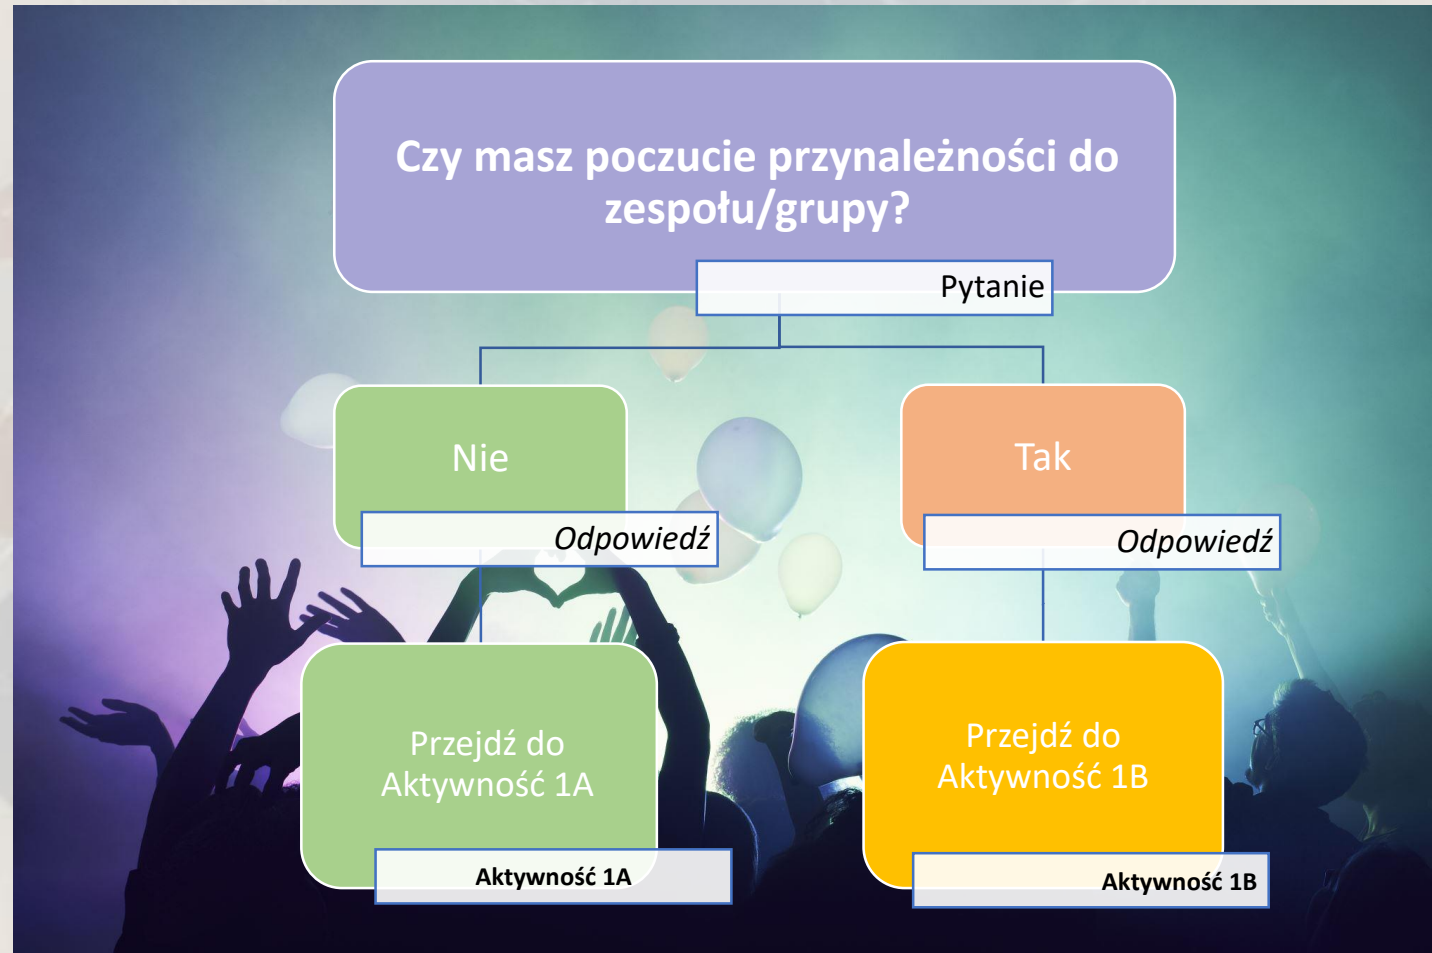 Czy masz poczucie przynależności do
zespołu/grupy?
Pytanie
Nie
Odpowiedź
Tak
Odpowiedź
Przejdź do
Aktywność 1A
Aktywność 1A
Przejdź do
Aktywność 1B
Aktywność 1B